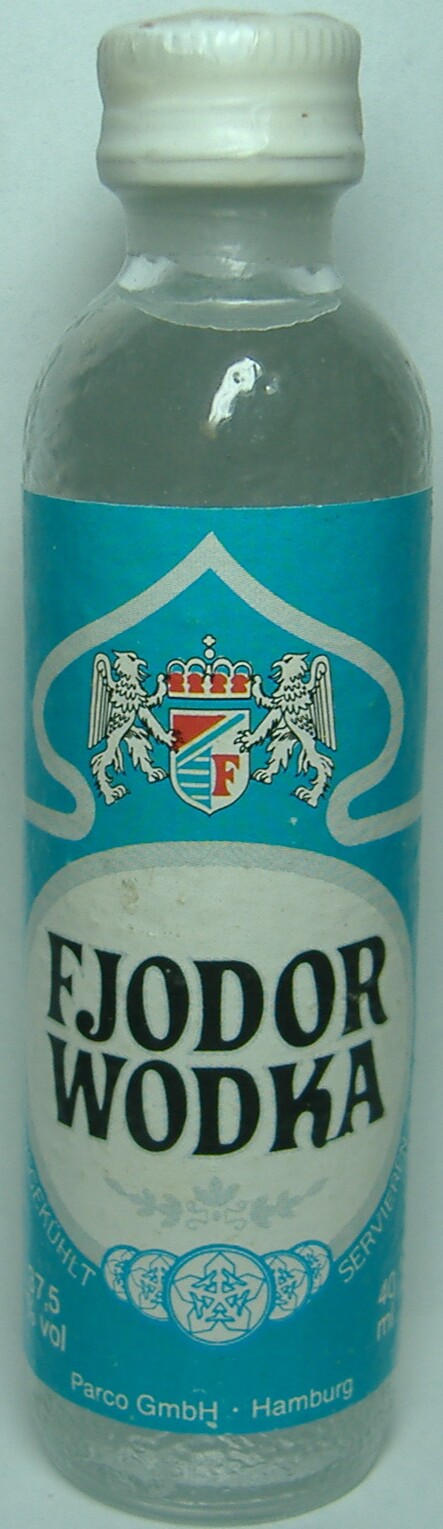 F
FJODOR
WODKA
GEKÜHLT SERVIEREN
37,5 40
% vol ml
Parco GmbH · Hamburg